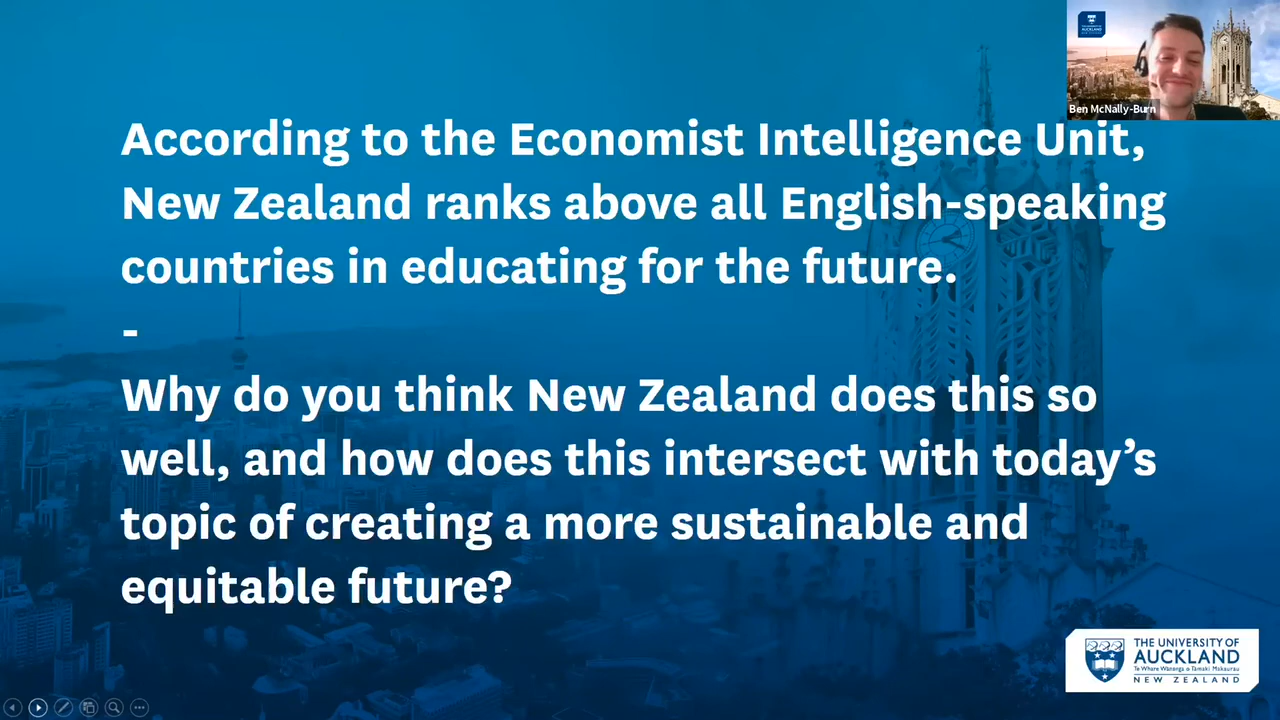 Ben McNally-Burn
According to the Economist Intelligence Unit,
New Zealand ranks above all English-speaking
countries in educating for the future.
-
Why do you think New Zealand does this so
well, and how does this intersect with today’s
topic of creating a more sustainable and
equitable future?
THE UNIVERSITY OF
AUCKLAND
Te Whare Wānanga o Tāmaki Makaurau
NEW ZEALAND